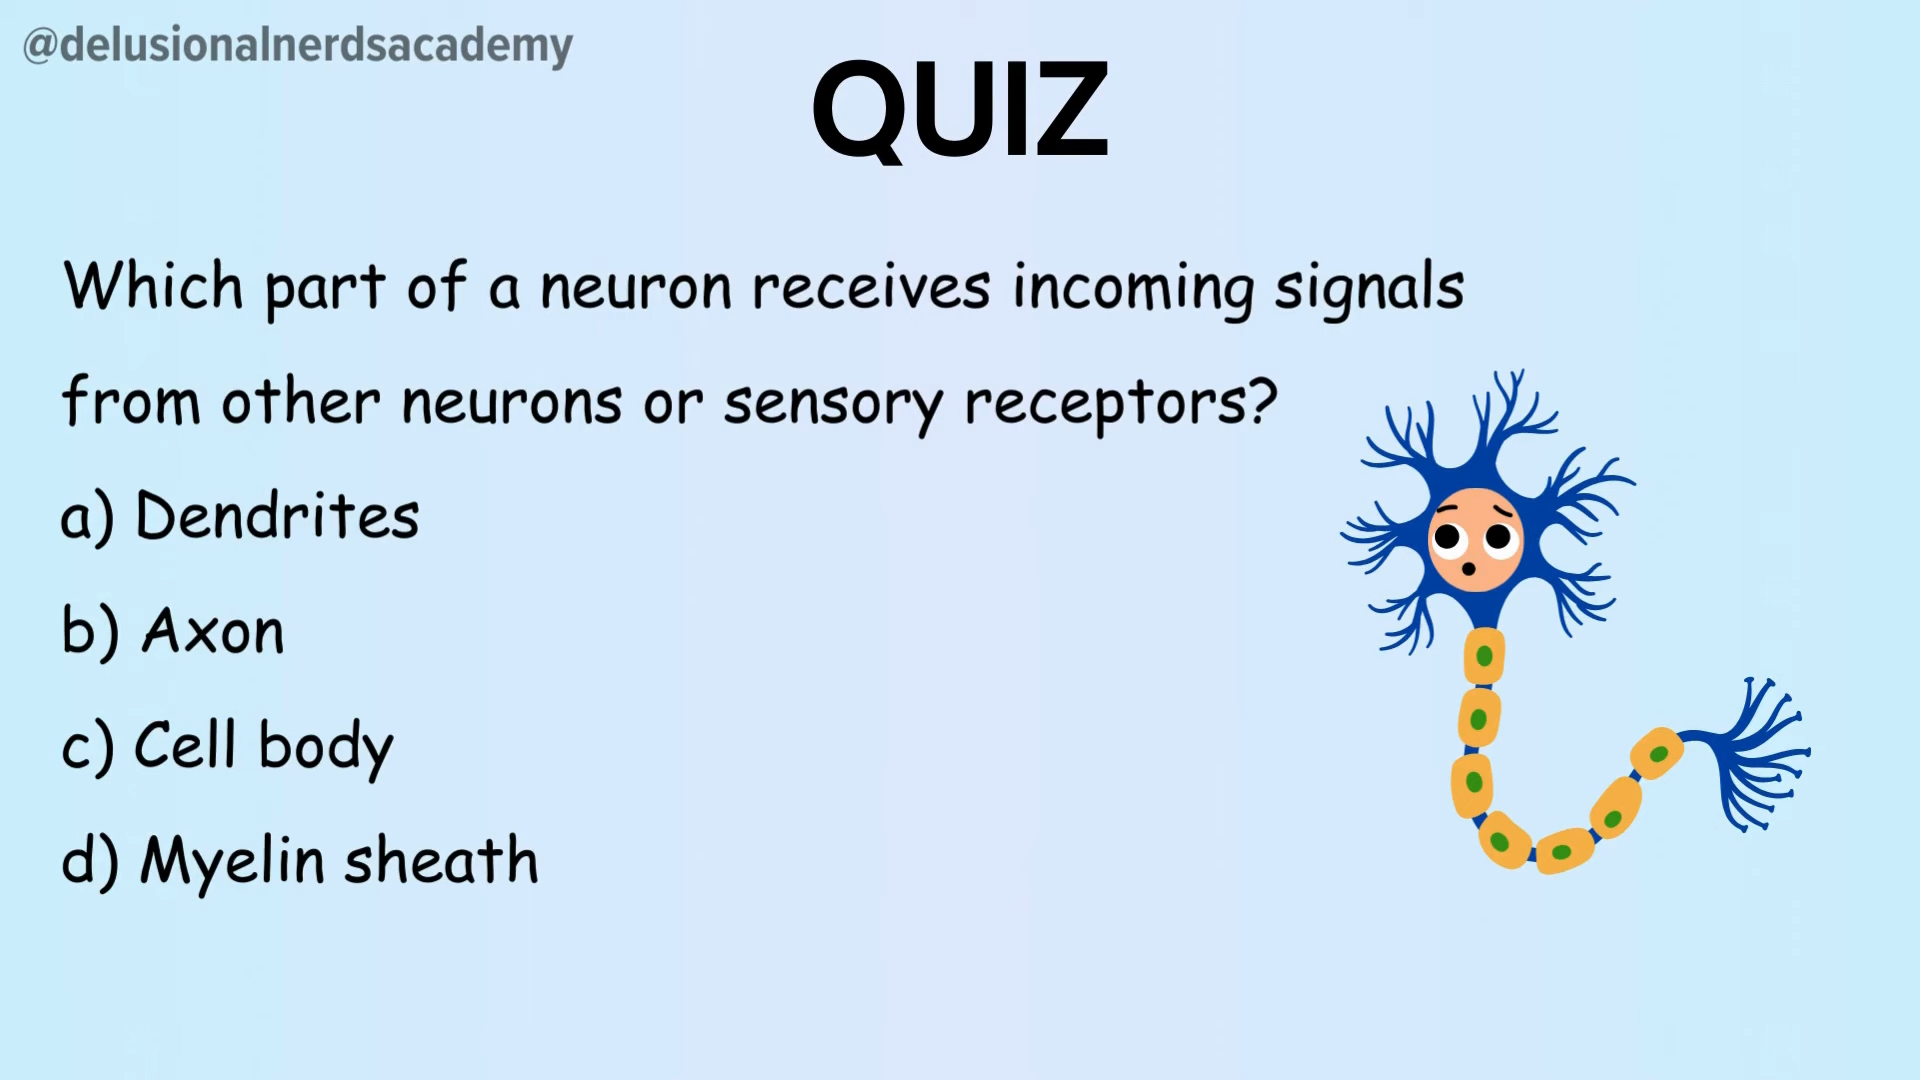 @delusionalnerdsacademy
QUIZ
Which part of a neuron receives incoming signals
from other neurons or sensory receptors?
a) Dendrites
b) Axon
c) Cell body
d) Myelin sheath